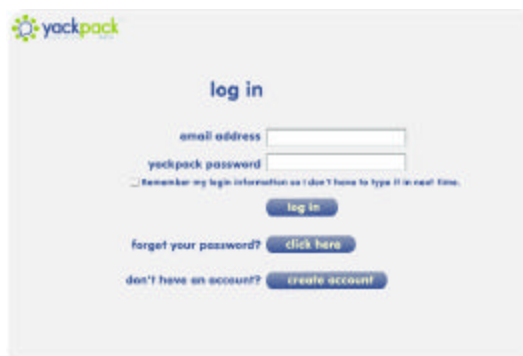 yackpack
log in
email address
yackpack password
Remember my login information so I don't have to type it in next time.
log in
forget your password? click here
don't have an account? create account